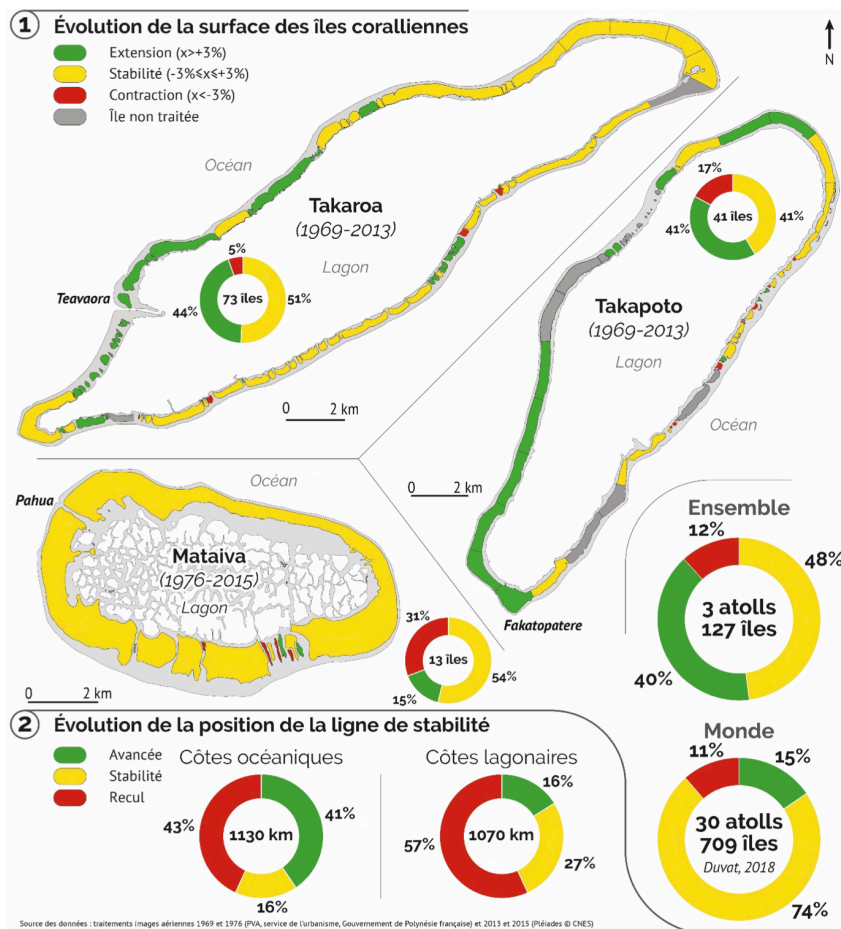 1 Évolution de la surface des îles coralliennes
Extension (x>+3%)
Stabilité (-3%⩽x⩽+3%)
Contraction (x<-3%)
Île non traitée
N
Océan
Takaroa
(1969-2013)
Lagon
Teavaora
5%
44%
73 îles
51%
0 2 km
17%
41%
41 îles
41%
Takapoto
(1969-2013)
Lagon
Océan
0 2 km
Fakatopatere
Océan
Pahua
Mataiva
(1976-2015)
Lagon
31%
13 îles
15%
54%
0 2 km
Ensemble
12%
48%
3 atolls
127 îles
40%
2 Évolution de la position de la ligne de stabilité
Avancée
Stabilité
Recul
Côtes océaniques
43%
1130 km
41%
16%
Côtes lagonaires
16%
57%
1070 km
27%
Monde
11%
15%
30 atolls
709 îles
Duvat, 2018
74%
Source des données : traitements images aériennes 1969 et 1976 (PVA, service de l'urbanisme, Gouvernement de Polynésie française) et 2013 et 2015 (Pléiades © CNES)